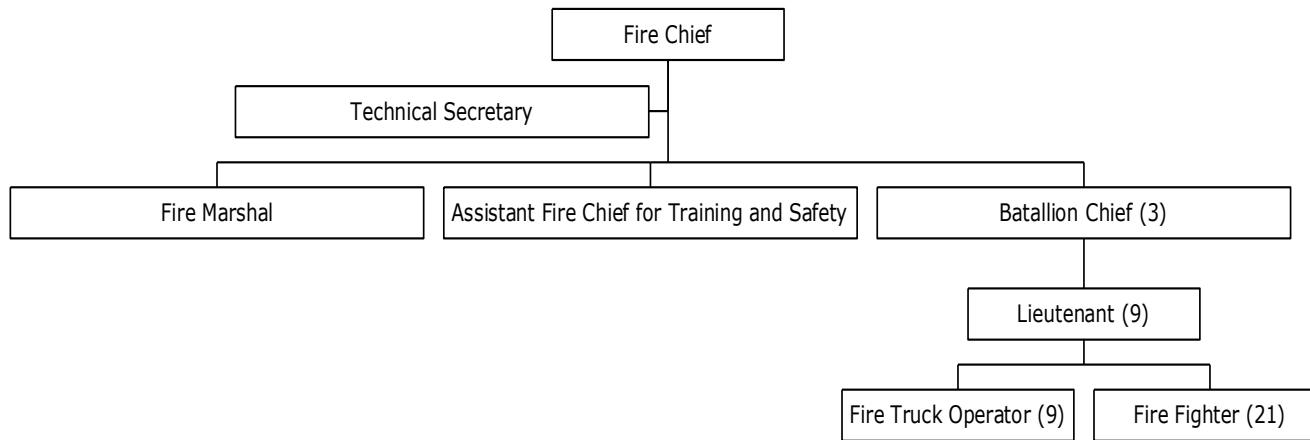 Fire Chief
Technical Secretary
Fire Marshal
Assistant Fire Chief for Training and Safety
Batallion Chief (3)
Lieutenant (9)
Fire Truck Operator (9)
Fire Fighter (21)